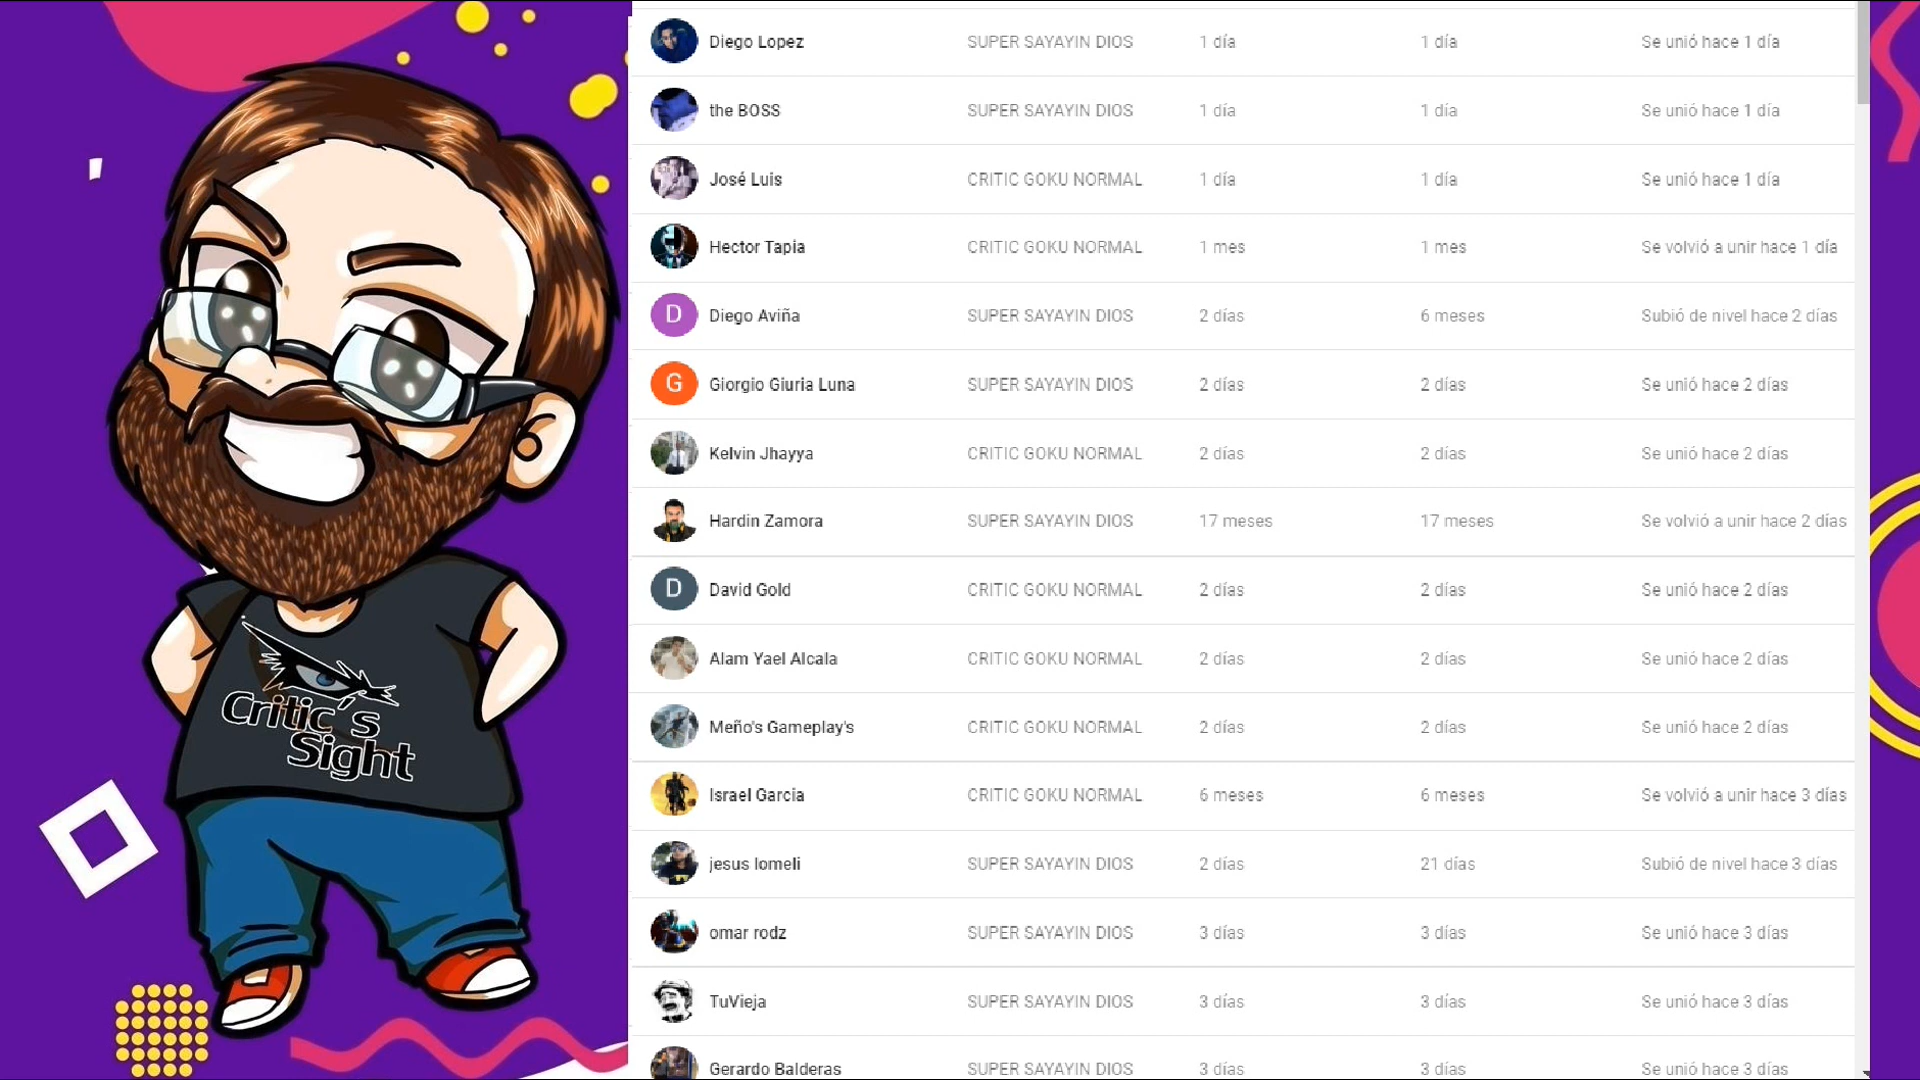 Critic´s
Sight
Diego Lopez SUPER SAYAYIN DIOS 1 día 1 día Se unió hace 1 día
the BOSS SUPER SAYAYIN DIOS 1 día 1 día Se unió hace 1 día
José Luis CRITIC GOKU NORMAL 1 día 1 día Se unió hace 1 día
Hector Tapia CRITIC GOKU NORMAL 1 mes 1 mes Se volvió a unir hace 1 día
D Diego Aviña SUPER SAYAYIN DIOS 2 días 6 meses Subió de nivel hace 2 días
G Giorgio Giuria Luna SUPER SAYAYIN DIOS 2 días 2 días Se unió hace 2 días
Kelvin Jhayya CRITIC GOKU NORMAL 2 días 2 días Se unió hace 2 días
Hardin Zamora SUPER SAYAYIN DIOS 17 meses 17 meses Se volvió a unir hace 2 días
D David Gold CRITIC GOKU NORMAL 2 días 2 días Se unió hace 2 días
Alam Yael Alcala CRITIC GOKU NORMAL 2 días 2 días Se unió hace 2 días
Meño's Gameplay's CRITIC GOKU NORMAL 2 días 2 días Se unió hace 2 días
Israel Garcia CRITIC GOKU NORMAL 6 meses 6 meses Se volvió a unir hace 3 días
jesus lomeli SUPER SAYAYIN DIOS 2 días 21 días Subió de nivel hace 3 días
omar rodz SUPER SAYAYIN DIOS 3 días 3 días Se unió hace 3 días
TuVieja SUPER SAYAYIN DIOS 3 días 3 días Se unió hace 3 días
Gerardo Balderas SUPER SAYAYIN DIOS 3 días 3 días Se unió hace 3 días